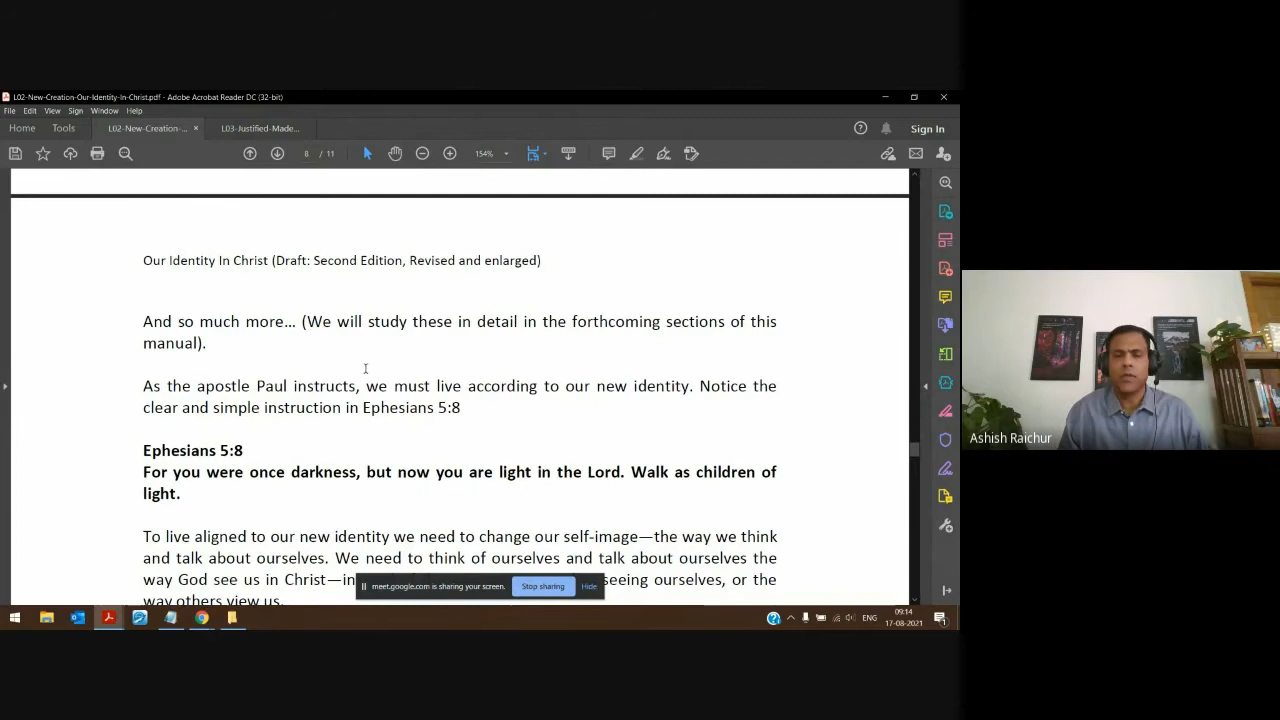 L02-New-Creation-Our-Identity-In-Christ.pdf - Adobe Acrobat Reader DC (32-bit)
File Edit View Sign Window Help
Home Tools L02-New-Creation-... × L03-Justified-Made...
Sign In
8 / 11
154%
Our Identity In Christ (Draft: Second Edition, Revised and enlarged)
And so much more... (We will study these in detail in the forthcoming sections of this
manual).
As the apostle Paul instructs, we must live according to our new identity. Notice the
clear and simple instruction in Ephesians 5:8
Ephesians 5:8
For you were once darkness, but now you are light in the Lord. Walk as children of
light.
To live aligned to our new identity we need to change our self-image—the way we think
and talk about ourselves. We need to think of ourselves and talk about ourselves the
way God see us in Christ—in seeing ourselves, or the
way others view us.
meet.google.com is sharing your screen. Stop sharing Hide
ENG
09:14
17-08-2021
Ashish Raichur